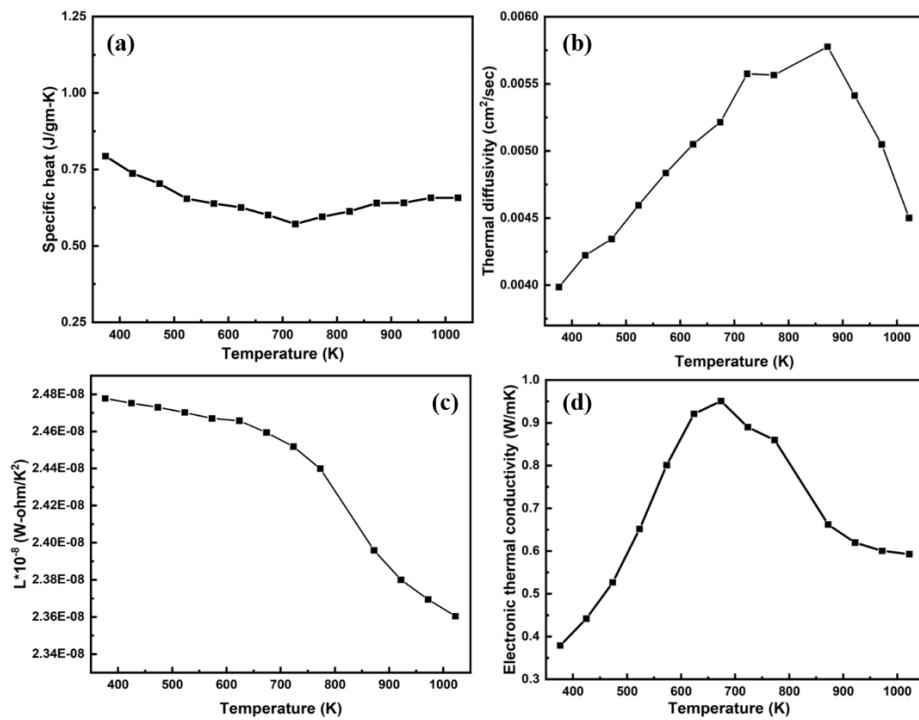 (a)
Specific heat (J/gm-K)
1.25
1.00
0.75
0.50
0.25
400 500 600 700 800 900 1000
Temperature (K)
(b)
Thermal diffusivity (cm²/sec)
0.0060
0.0055
0.0050
0.0045
0.0040
400 500 600 700 800 900 1000
Temperature (K)
(c)
L*10⁻⁸ (W-ohm/K²)
2.48E-08
2.46E-08
2.44E-08
2.42E-08
2.40E-08
2.38E-08
2.36E-08
2.34E-08
400 500 600 700 800 900 1000
Temperature (K)
(d)
Electronic thermal conductivity (W/mK)
1.0
0.9
0.8
0.7
0.6
0.5
0.4
0.3
400 500 600 700 800 900 1000
Temperature (K)